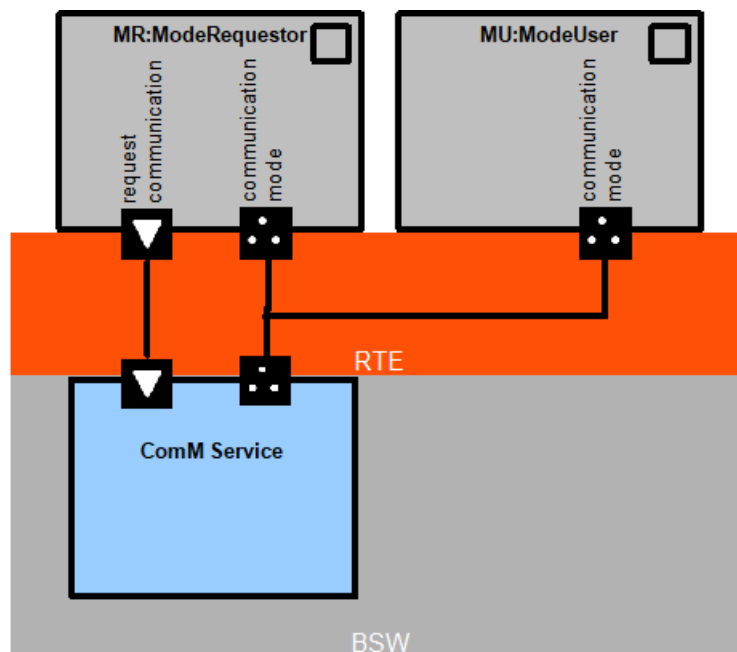 MR:ModeRequestor
MU:ModeUser
request
communication
communication
mode
communication
mode
RTE
ComM Service
BSW